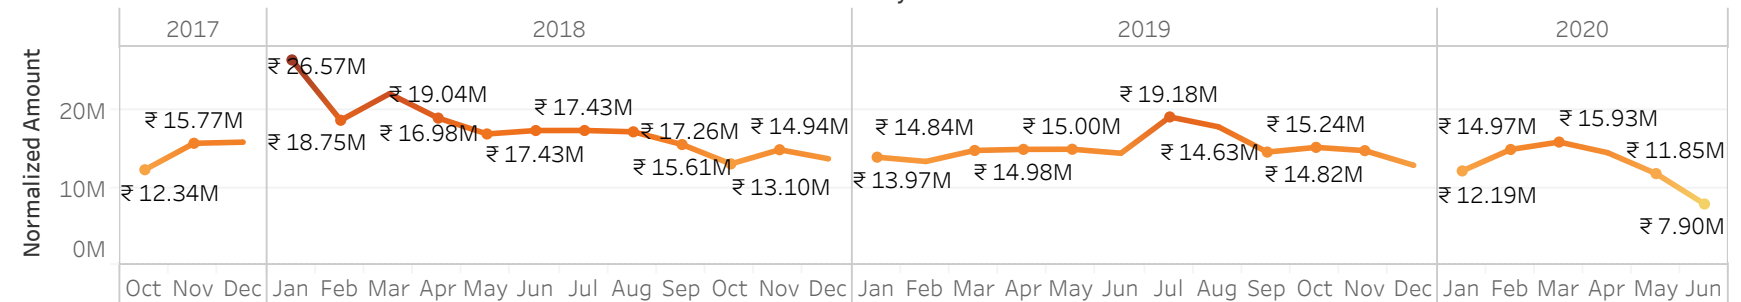 2017 2018 2019 2020
Normalized Amount
20M
10M
0M
₹ 12.34M
₹ 15.77M
₹ 26.57M
₹ 18.75M
₹ 19.04M
₹ 16.98M
₹ 17.43M
₹ 17.43M
₹ 17.26M
₹ 15.61M
₹ 13.10M
₹ 14.94M
₹ 13.97M
₹ 14.84M
₹ 14.98M
₹ 15.00M
₹ 19.18M
₹ 14.63M
₹ 15.24M
₹ 14.82M
₹ 12.19M
₹ 14.97M
₹ 15.93M
₹ 11.85M
₹ 7.90M
Oct Nov Dec Jan Feb Mar Apr May Jun Jul Aug Sep Oct Nov Dec Jan Feb Mar Apr May Jun Jul Aug Sep Oct Nov Dec Jan Feb Mar Apr May Jun